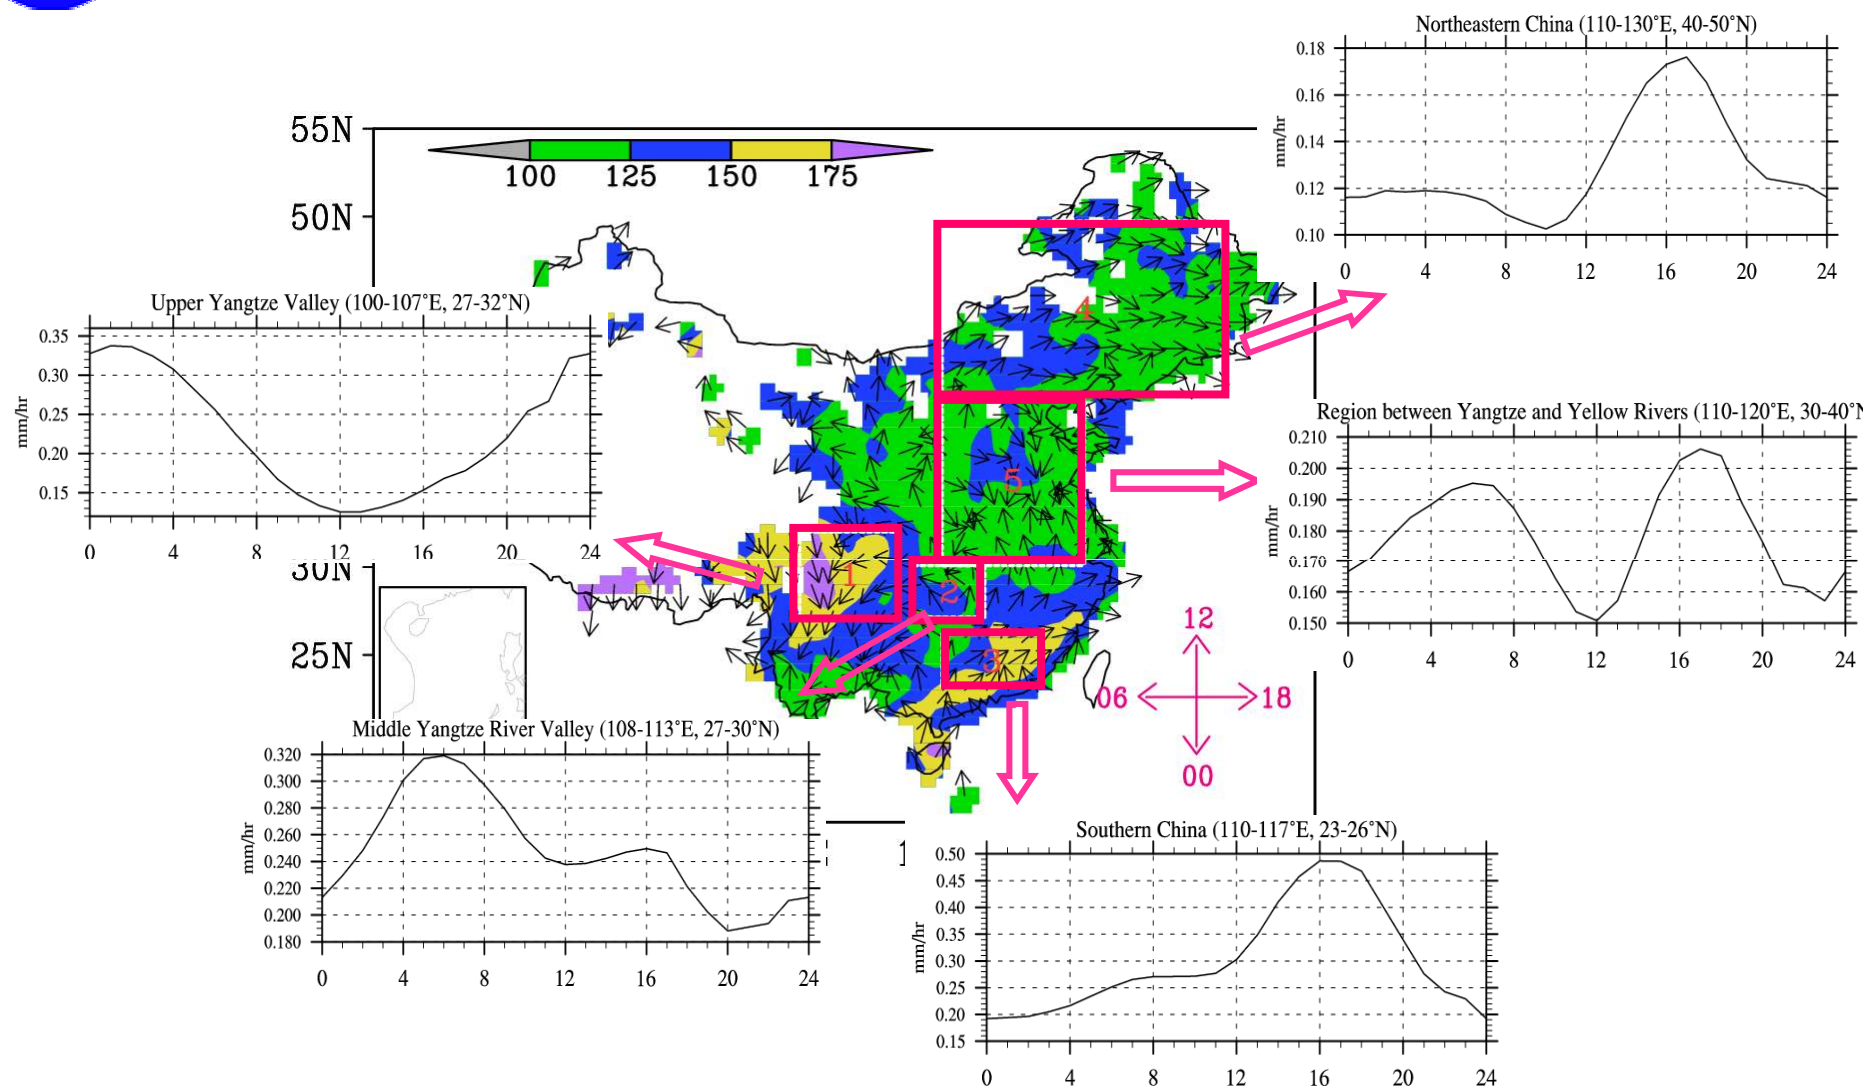 Northeastern China (110-130°E, 40-50°N)
0.18
0.16
0.14
0.12
0.10
mm/hr
0 4 8 12 16 20 24
55N
50N
25N
100 125 150 175
Upper Yangtze Valley (100-107°E, 27-32°N)
0.35
0.30
0.25
0.20
0.15
mm/hr
0 4 8 12 16 20 24
4
5
1
2
3
Region between Yangtze and Yellow Rivers (110-120°E, 30-40°N
0.210
0.200
0.190
0.180
0.170
0.160
0.150
mm/hr
0 4 8 12 16 20 24
12
06 18
00
Middle Yangtze River Valley (108-113°E, 27-30°N)
0.320
0.300
0.280
0.260
0.240
0.220
0.200
0.180
mm/hr
0 4 8 12 16 20 24
Southern China (110-117°E, 23-26°N)
0.50
0.45
0.40
0.35
0.30
0.25
0.20
0.15
mm/hr
0 4 8 12 16 20 24